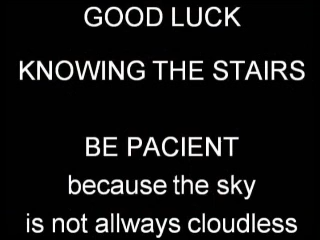 GOOD LUCK
KNOWING THE STAIRS
BE PACIENT
because the sky
is not allways cloudless